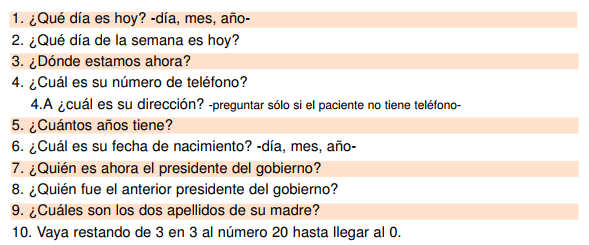 1. ¿Qué día es hoy? -día, mes, año-
2. ¿Qué día de la semana es hoy?
3. ¿Dónde estamos ahora?
4. ¿Cuál es su número de teléfono?
4.A ¿cuál es su dirección? -preguntar sólo si el paciente no tiene teléfono-
5. ¿Cuántos años tiene?
6. ¿Cuál es su fecha de nacimiento? -día, mes, año-
7. ¿Quién es ahora el presidente del gobierno?
8. ¿Quién fue el anterior presidente del gobierno?
9. ¿Cuáles son los dos apellidos de su madre?
10. Vaya restando de 3 en 3 al número 20 hasta llegar al 0.